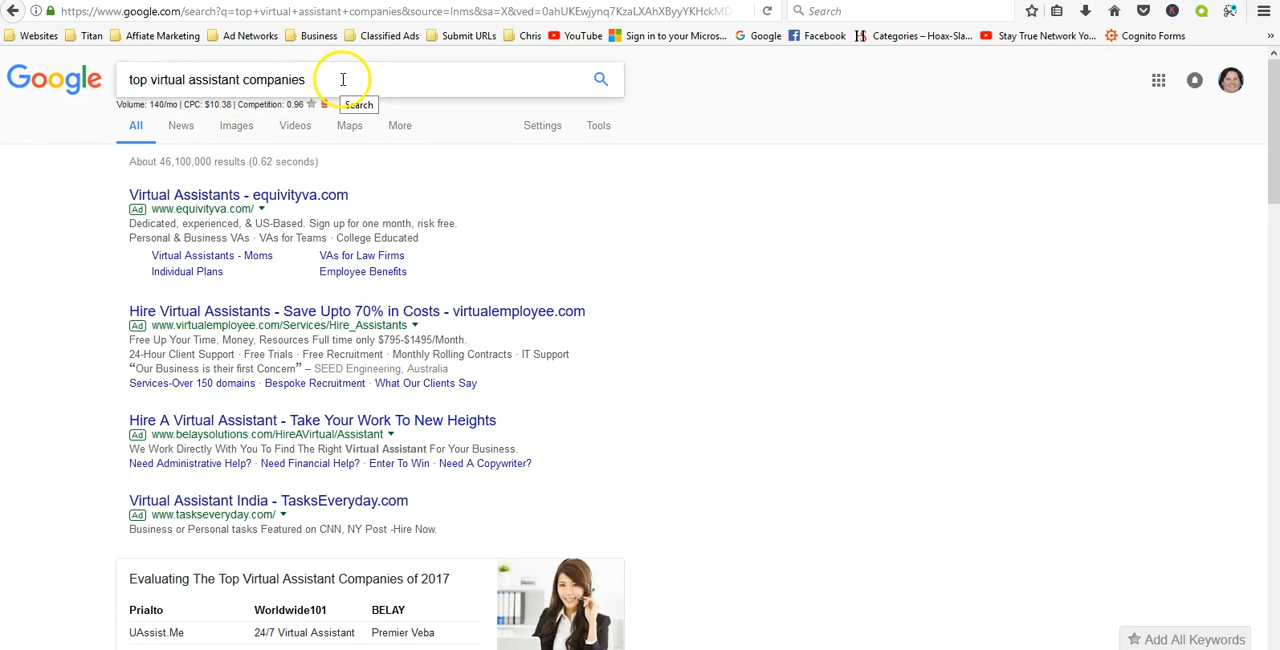 https://www.google.com/search?q=top+virtual+assistant+companies&source=lnms&sa=X&ved=0ahUKEwjynq7KzaLXAhXByyYKHckMD
Search
Websites Titan Affiate Marketing Ad Networks Business Classified Ads Submit URLs Chris YouTube Sign in to your Micros... Google Facebook Categories – Hoax-Sla... Stay True Network Yo... Cognito Forms »
Google top virtual assistant companies
Volume: 140/mo | CPC: $10.38 | Competition: 0.96 Search
All News Images Videos Maps More Settings Tools
About 46,100,000 results (0.62 seconds)
Virtual Assistants - equivityva.com
Ad www.equivityva.com/
Dedicated, experienced, & US-Based. Sign up for one month, risk free.
Personal & Business VAs · VAs for Teams · College Educated
Virtual Assistants - Moms VAs for Law Firms
Individual Plans Employee Benefits
Hire Virtual Assistants - Save Upto 70% in Costs - virtualemployee.com
Ad www.virtualemployee.com/Services/Hire_Assistants
Free Up Your Time, Money, Resources Full time only $795-$1495/Month.
24-Hour Client Support · Free Trials · Free Recruitment · Monthly Rolling Contracts · IT Support
“Our Business is their first Concern” – SEED Engineering, Australia
Services-Over 150 domains · Bespoke Recruitment · What Our Clients Say
Hire A Virtual Assistant - Take Your Work To New Heights
Ad www.belaysolutions.com/HireAVirtual/Assistant
We Work Directly With You To Find The Right Virtual Assistant For Your Business.
Need Administrative Help? · Need Financial Help? · Enter To Win · Need A Copywriter?
Virtual Assistant India - TasksEveryday.com
Ad www.taskseveryday.com/
Business or Personal tasks Featured on CNN, NY Post -Hire Now.
Evaluating The Top Virtual Assistant Companies of 2017
Prialto Worldwide101 BELAY
UAssist.Me 24/7 Virtual Assistant Premier Veba
Add All Keywords